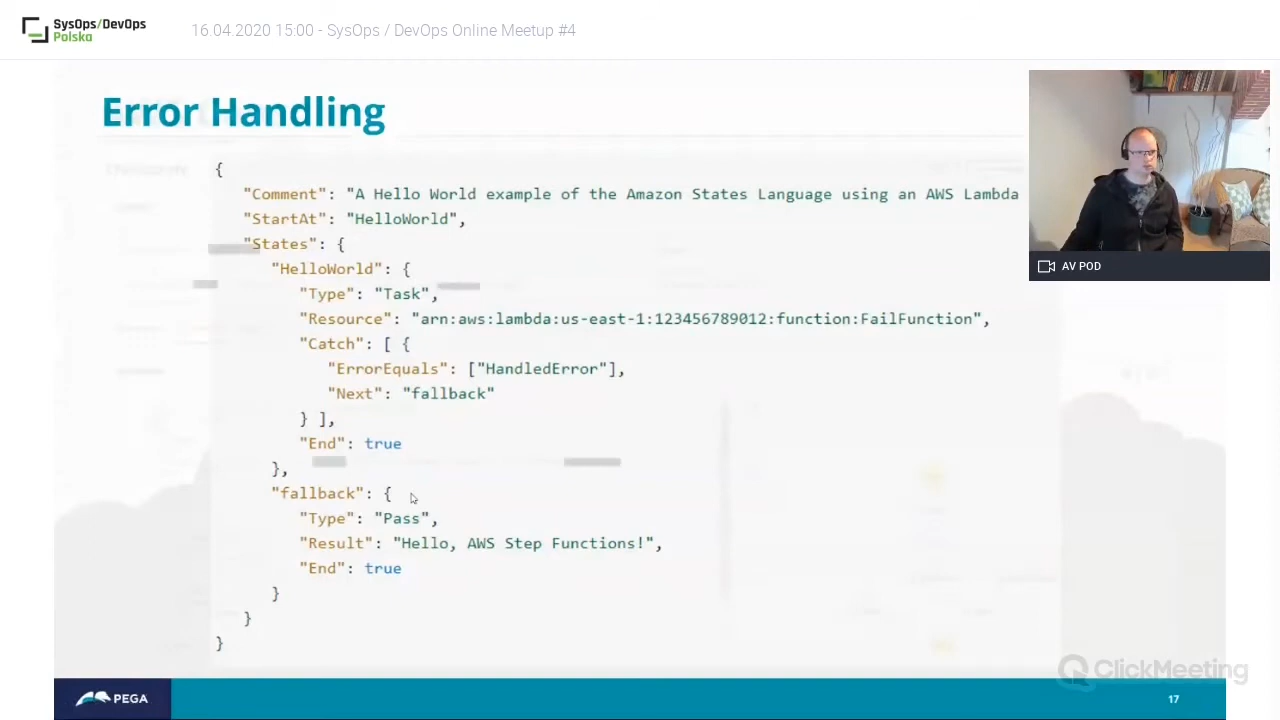 SysOps/DevOps
Polska
16.04.2020 15:00 - SysOps / DevOps Online Meetup #4
Error Handling
{
"Comment": "A Hello World example of the Amazon States Language using an AWS Lambda
"StartAt": "HelloWorld",
"States": {
"HelloWorld": {
"Type": "Task",
"Resource": "arn:aws:lambda:us-east-1:123456789012:function:FailFunction",
"Catch": [ {
"ErrorEquals": ["HandledError"],
"Next": "fallback"
} ],
"End": true
},
"fallback": {
"Type": "Pass",
"Result": "Hello, AWS Step Functions!",
"End": true
}
}
}
AV POD
ClickMeeting
PEGA
17